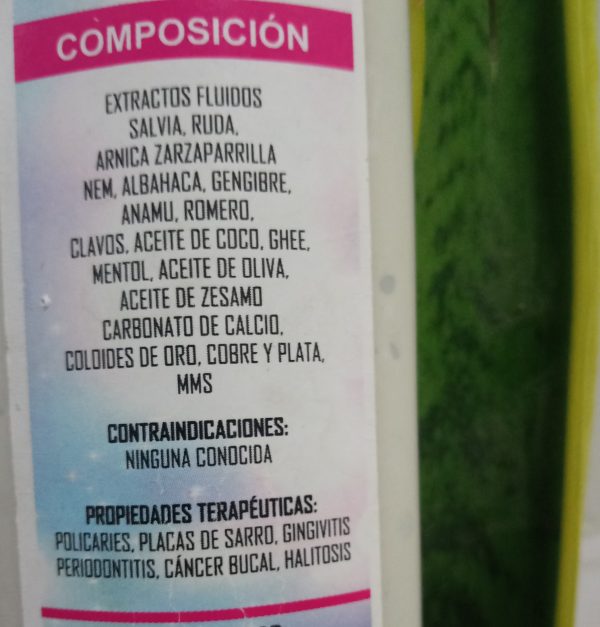 COMPOSICIÓN
EXTRACTOS FLUIDOS
SALVIA, RUDA,
ARNICA ZARZAPARRILLA
NEM, ALBAHACA, GENGIBRE,
ANAMU, ROMERO,
CLAVOS, ACEITE DE COCO, GHEE,
MENTOL, ACEITE DE OLIVA,
ACEITE DE ZESAMO
CARBONATO DE CALCIO,
COLOIDES DE ORO, COBRE Y PLATA,
MMS
CONTRAINDICACIONES:
NINGUNA CONOCIDA
PROPIEDADES TERAPÉUTICAS:
POLICARIES, PLACAS DE SARRO, GINGIVITIS
PERIODONTITIS, CÁNCER BUCAL, HALITOSIS